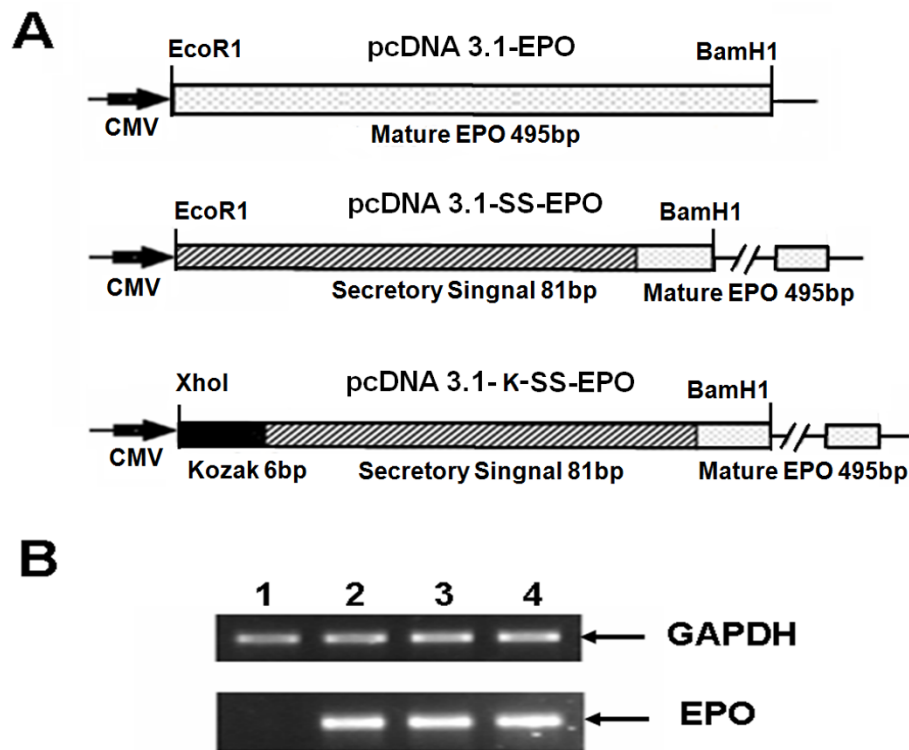 A
EcoR1 pcDNA 3.1-EPO BamH1
CMV
Mature EPO 495bp
EcoR1 pcDNA 3.1-SS-EPO BamH1
CMV Secretory Singnal 81bp Mature EPO 495bp
XhoI pcDNA 3.1-K-SS-EPO BamH1
CMV Kozak 6bp Secretory Singnal 81bp Mature EPO 495bp
B
1 2 3 4
GAPDH
EPO